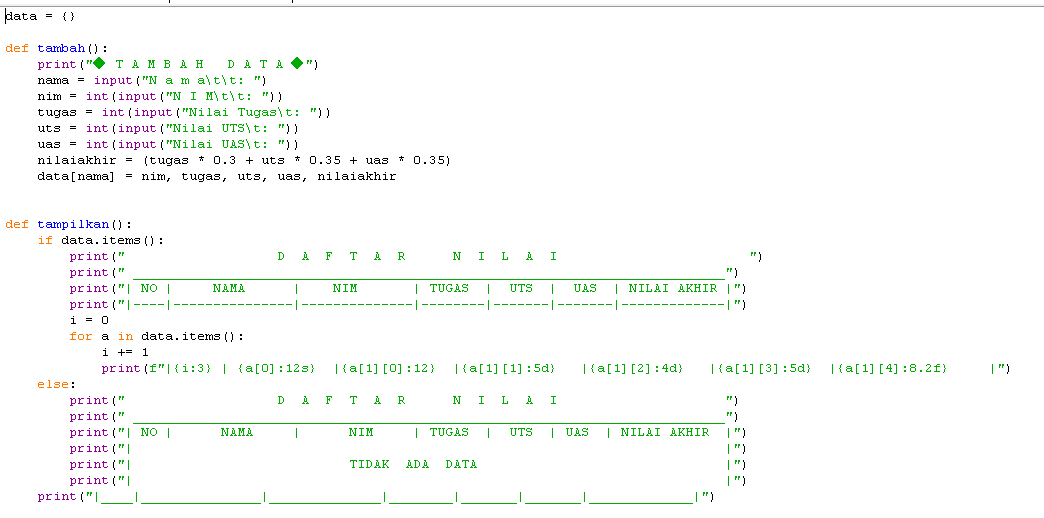 data = {}
def tambah():
    print("◆ T A M B A H   D A T A ◆")
    nama = input("N a m a\t\t: ")
    nim = int(input("N I M\t\t: "))
    tugas = int(input("Nilai Tugas\t: "))
    uts = int(input("Nilai UTS\t: "))
    uas = int(input("Nilai UAS\t: "))
    nilaiakhir = (tugas * 0.3 + uts * 0.35 + uas * 0.35)
    data[nama] = nim, tugas, uts, uas, nilaiakhir
def tampilkan():
    if data.items():
        print("                   D  A  F  T  A  R     N  I  L  A  I                        ")
        print(" __________________________________________________________________________")
        print("| NO |     NAMA      |    NIM       | TUGAS  |  UTS  |  UAS  | NILAI AKHIR |")
        print("|----|---------------|--------------|--------|-------|-------|-------------|")
        i = 0
        for a in data.items():
            i += 1
            print(f"|{i:3} | {a[0]:12s}  |{a[1][0]:12}  |{a[1][1]:5d}   |{a[1][2]:4d}   |{a[1][3]:5d}  |{a[1][4]:8.2f}     |")
    else:
        print("                   D  A  F  T  A  R     N  I  L  A  I                     ")
        print(" __________________________________________________________________________")
        print("| NO |      NAMA     |      NIM     | TUGAS  |  UTS  | UAS  | NILAI AKHIR  |")
        print("|                                                                          |")
        print("|                           TIDAK  ADA  DATA                               |")
        print("|                                                                          |")
    print("|____|_______________|______________|________|_______|_______|_____________|")